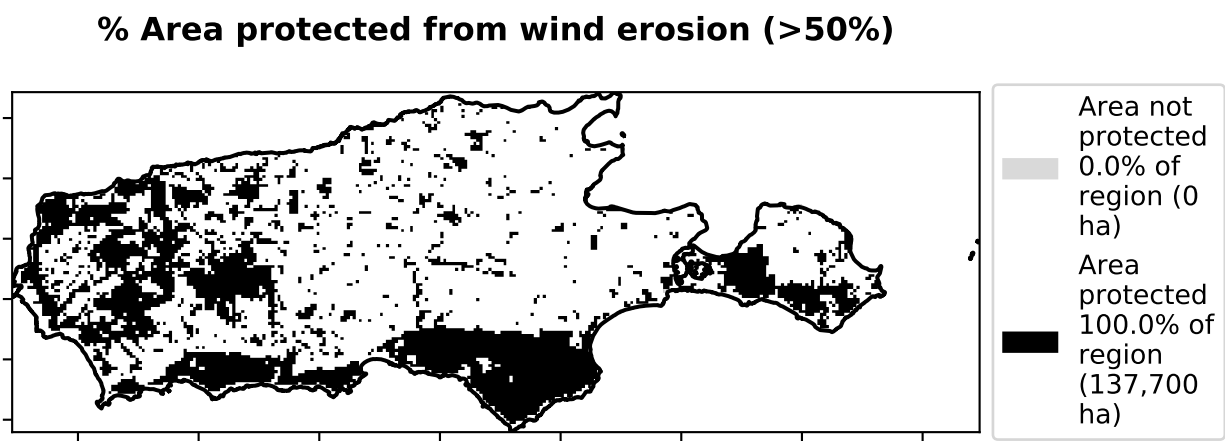 % Area protected from wind erosion (>50%)
Area not
protected
0.0% of
region (0
ha)
Area
protected
100.0% of
region
(137,700
ha)